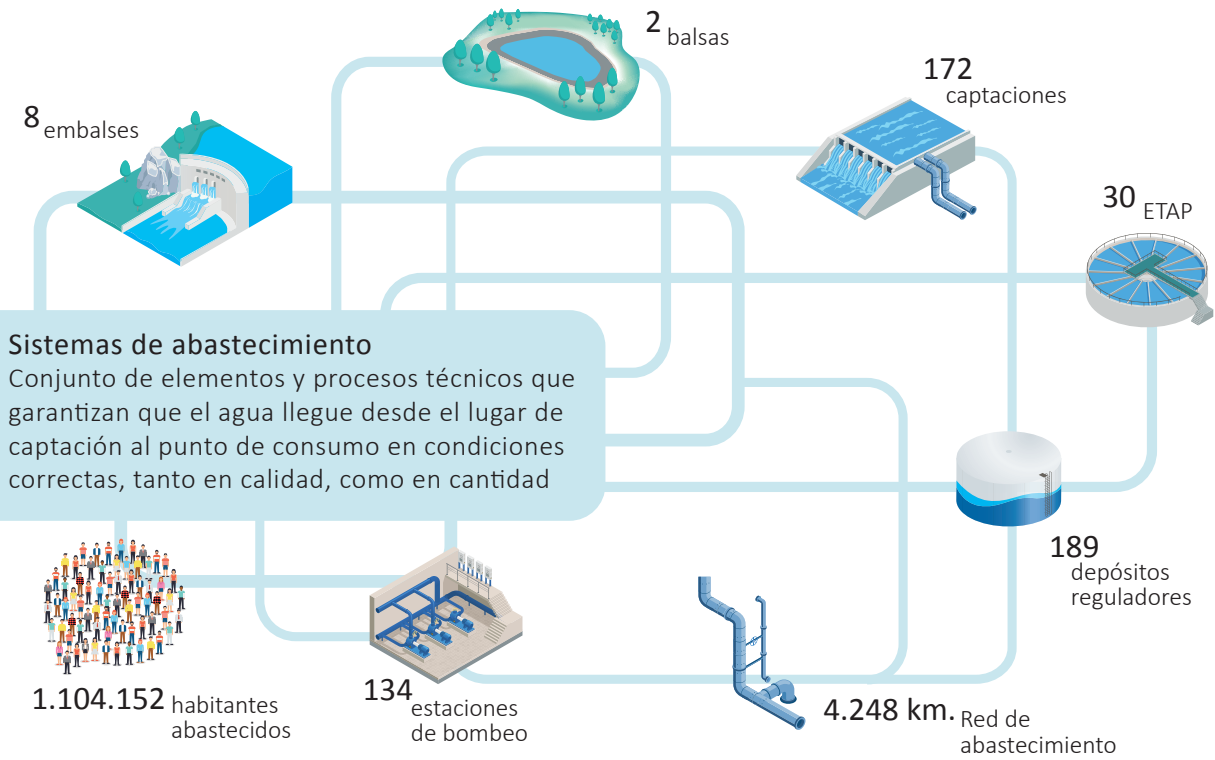 2 balsas
172
captaciones
8 embalses
30 ETAP
Sistemas de abastecimiento
Conjunto de elementos y procesos técnicos que
garantizan que el agua llegue desde el lugar de
captación al punto de consumo en condiciones
correctas, tanto en calidad, como en cantidad
189
depósitos
reguladores
1.104.152 habitantes
abastecidos
134
estaciones
de bombeo
4.248 km. Red de
abastecimiento